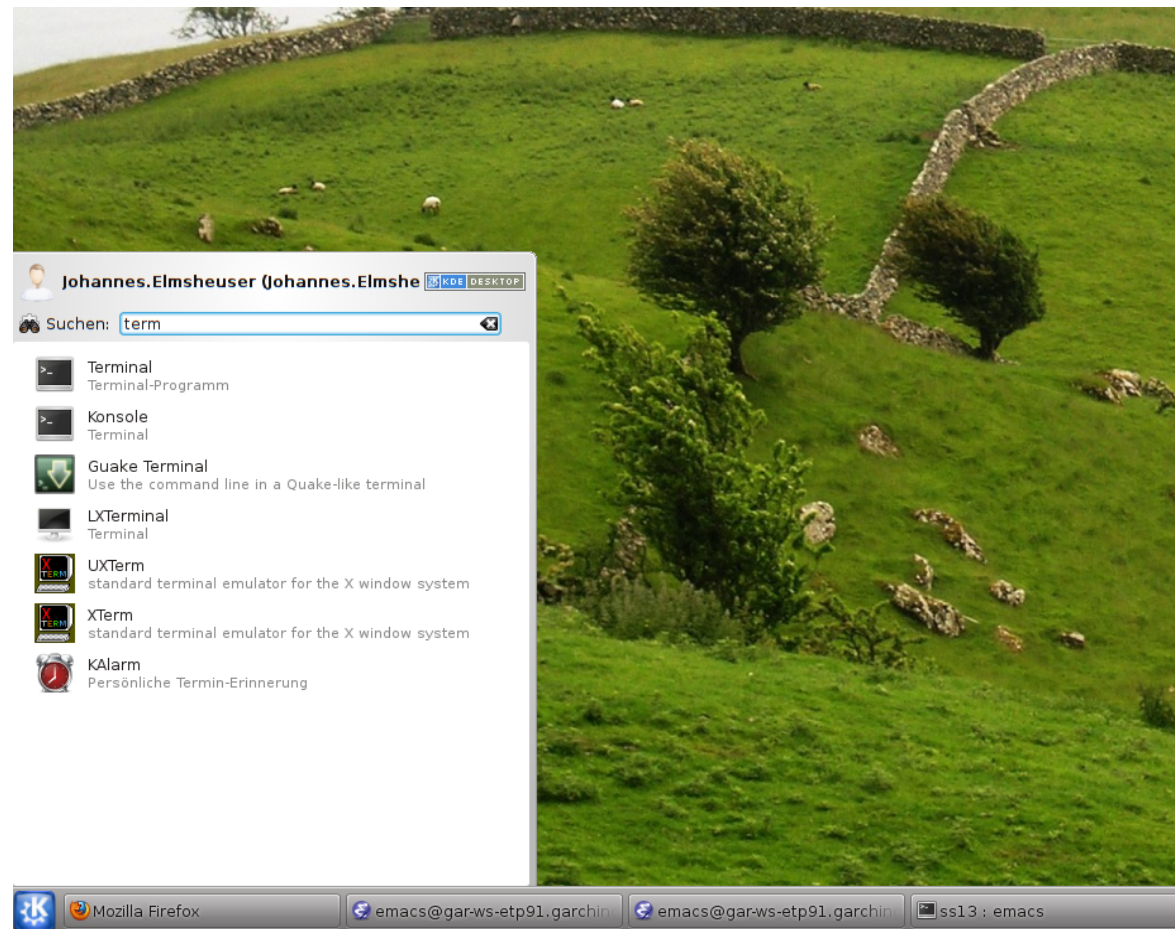 Johannes.Elmsheuser (Johannes.Elmshe KDE DESKTOP
Suchen: term
Terminal
Terminal-Programm
Konsole
Terminal
Guake Terminal
Use the command line in a Quake-like terminal
LXTerminal
Terminal
UXTerm
standard terminal emulator for the X window system
XTerm
standard terminal emulator for the X window system
KAlarm
Persönliche Termin-Erinnerung
Mozilla Firefox emacs@gar-ws-etp91.garchin emacs@gar-ws-etp91.garchin ss13 : emacs